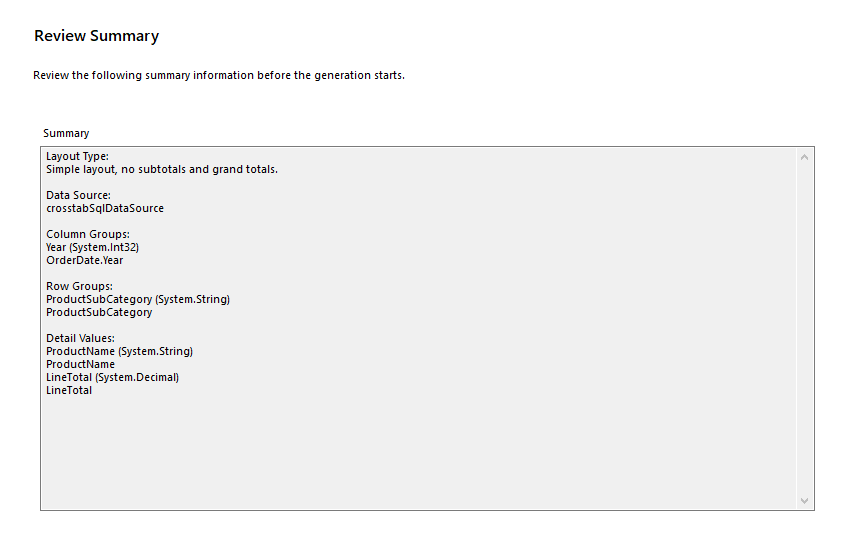 Review Summary
Review the following summary information before the generation starts.
Summary
Layout Type:
Simple layout, no subtotals and grand totals.
Data Source:
crosstabSqlDataSource
Column Groups:
Year (System.Int32)
OrderDate.Year
Row Groups:
ProductSubCategory (System.String)
ProductSubCategory
Detail Values:
ProductName (System.String)
ProductName
LineTotal (System.Decimal)
LineTotal